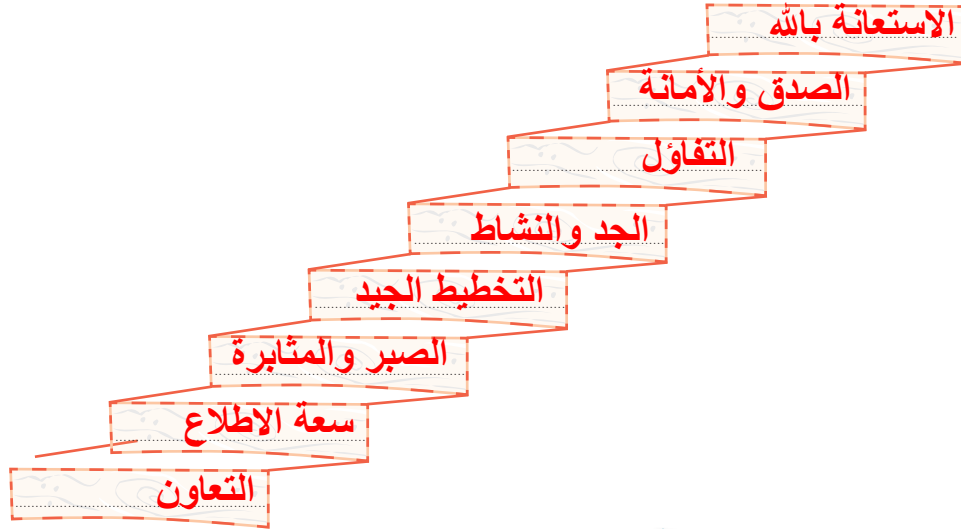 الاستعانة بالله
الصدق والأمانة
التفاؤل
الجد والنشاط
التخطيط الجيد
الصبر والمثابرة
سعة الاطلاع
التعاون